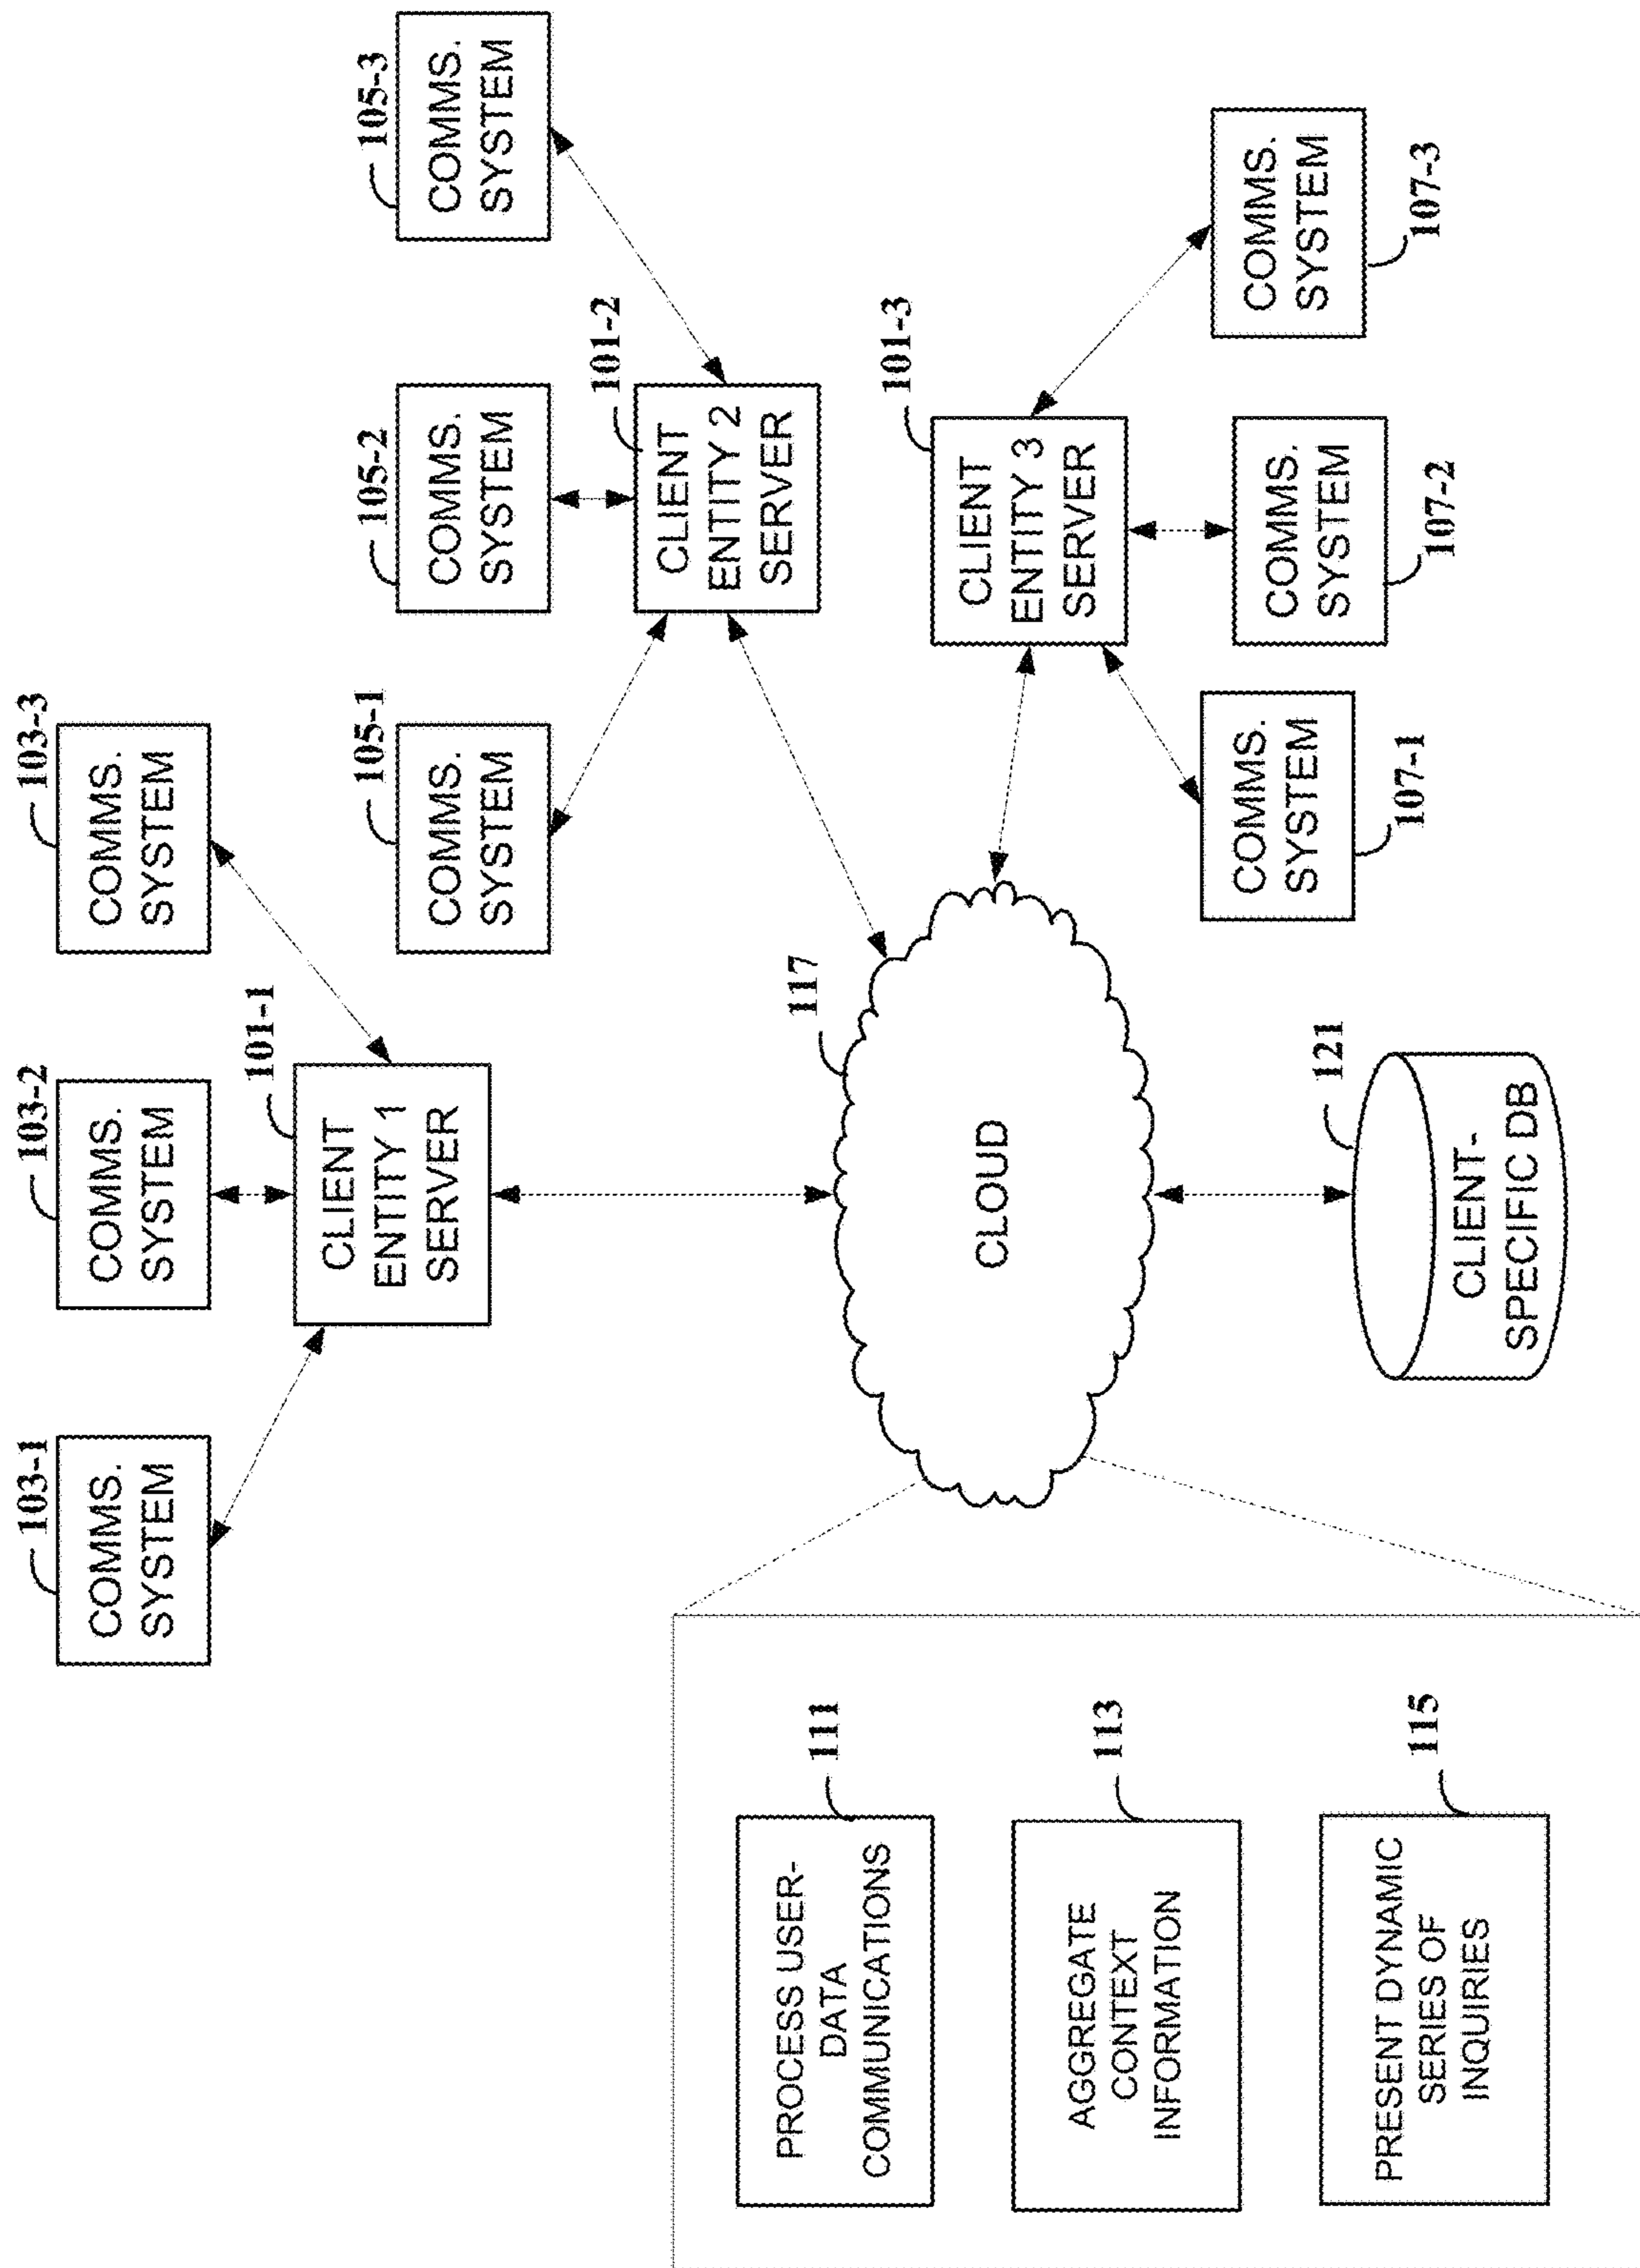 103-1
COMMS.
SYSTEM
103-2
COMMS.
SYSTEM
103-3
COMMS.
SYSTEM
101-1
CLIENT
ENTITY 1
SERVER
105-1
COMMS.
SYSTEM
105-2
COMMS.
SYSTEM
105-3
COMMS.
SYSTEM
101-2
CLIENT
ENTITY 2
SERVER
101-3
CLIENT
ENTITY 3
SERVER
107-1
COMMS.
SYSTEM
107-2
COMMS.
SYSTEM
107-3
COMMS.
SYSTEM
117
CLOUD
121
CLIENT-
SPECIFIC DB
111
PROCESS USER-
DATA
COMMUNICATIONS
113
AGGREGATE
CONTEXT
INFORMATION
115
PRESENT DYNAMIC
SERIES OF
INQUIRIES